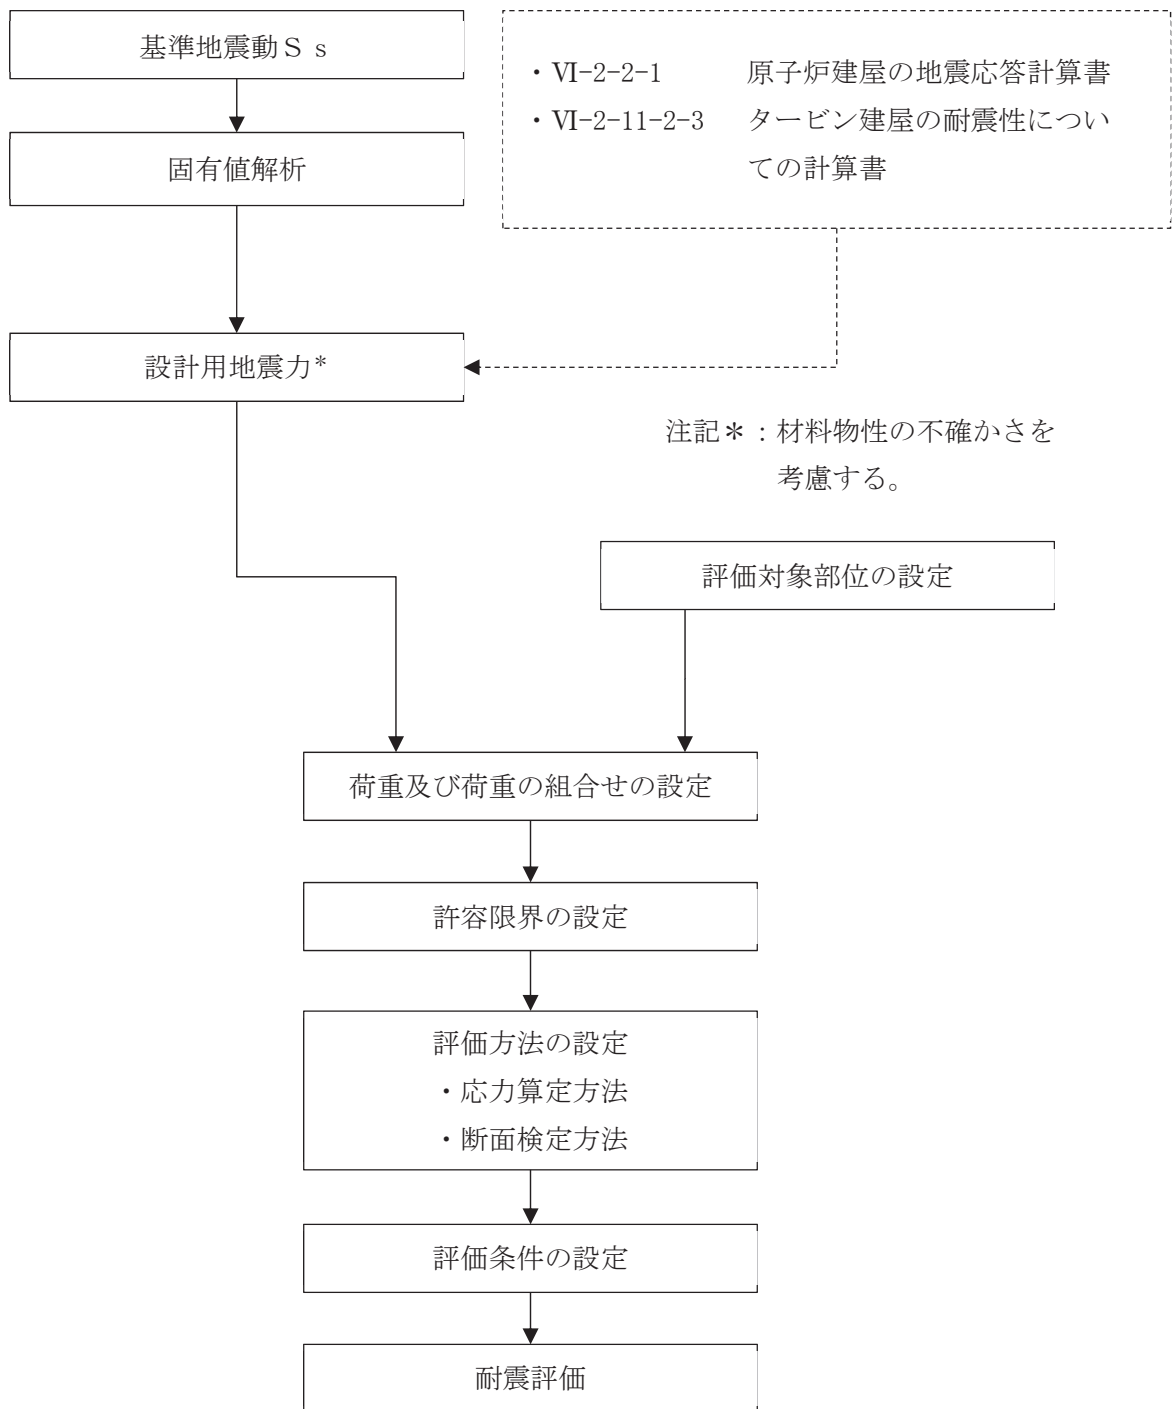 基準地震動Ｓｓ
・Ⅵ-2-2-1 原子炉建屋の地震応答計算書
・Ⅵ-2-11-2-3 タービン建屋の耐震性につい
ての計算書
固有値解析
設計用地震力*
注記＊：材料物性の不確かさを
考慮する。
評価対象部位の設定
荷重及び荷重の組合せの設定
許容限界の設定
評価方法の設定
・応力算定方法
・断面検定方法
評価条件の設定
耐震評価